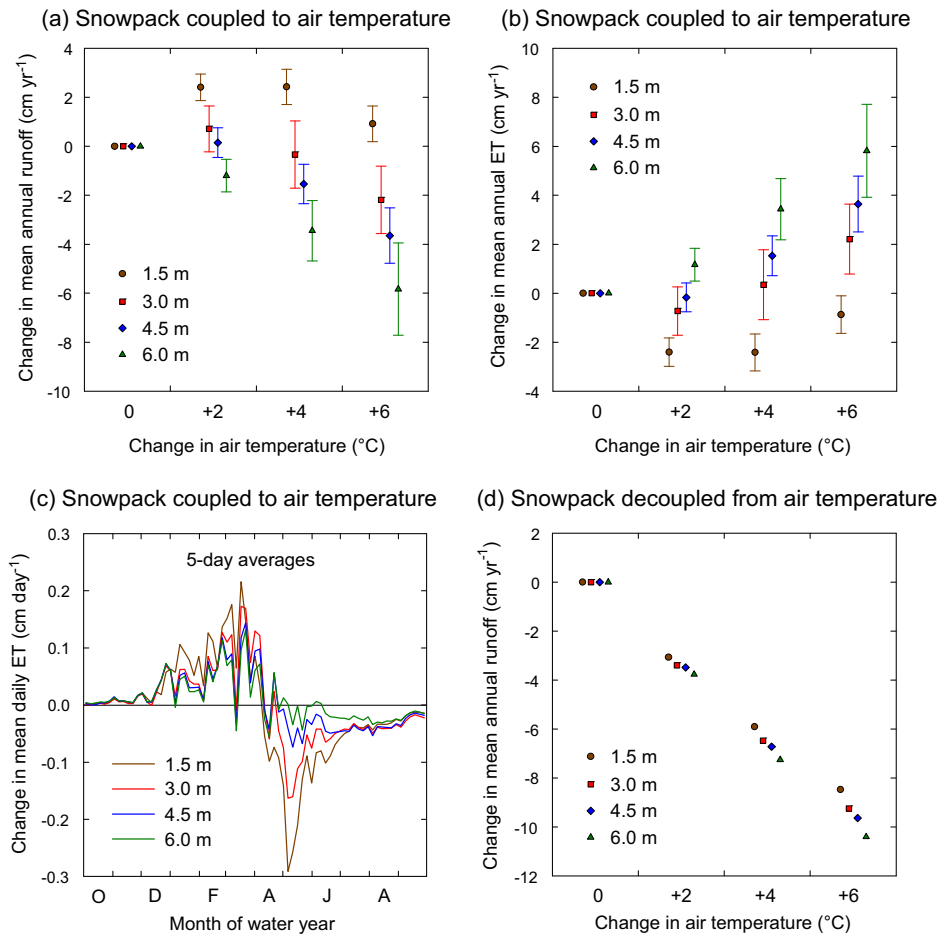 (a) Snowpack coupled to air temperature
4
2
0
-2
-4
-6
-8
-10
Change in mean annual runoff (cm yr⁻¹)
1.5 m
3.0 m
4.5 m
6.0 m
0 +2 +4 +6
Change in air temperature (°C)
(b) Snowpack coupled to air temperature
10
8
6
4
2
0
-2
-4
Change in mean annual ET (cm yr⁻¹)
1.5 m
3.0 m
4.5 m
6.0 m
0 +2 +4 +6
Change in air temperature (°C)
(c) Snowpack coupled to air temperature
0.3
0.2
0.1
0.0
-0.1
-0.2
-0.3
Change in mean daily ET (cm day⁻¹)
5-day averages
1.5 m
3.0 m
4.5 m
6.0 m
O D F A J A
Month of water year
(d) Snowpack decoupled from air temperature
2
0
-2
-4
-6
-8
-10
-12
Change in mean annual runoff (cm yr⁻¹)
1.5 m
3.0 m
4.5 m
6.0 m
0 +2 +4 +6
Change in air temperature (°C)